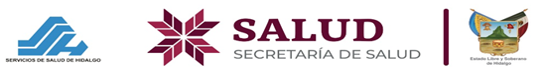 SERVICIOS DE SALUD DE HIDALGO
SALUD
SECRETARÍA DE SALUD
Estado Libre y Soberano
de Hidalgo